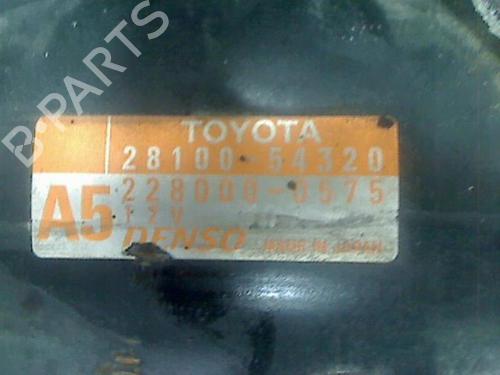 TOYOTA
28100-54320
228000-0575
A5
12V
DENSO
MADE IN JAPAN
B-PARTS